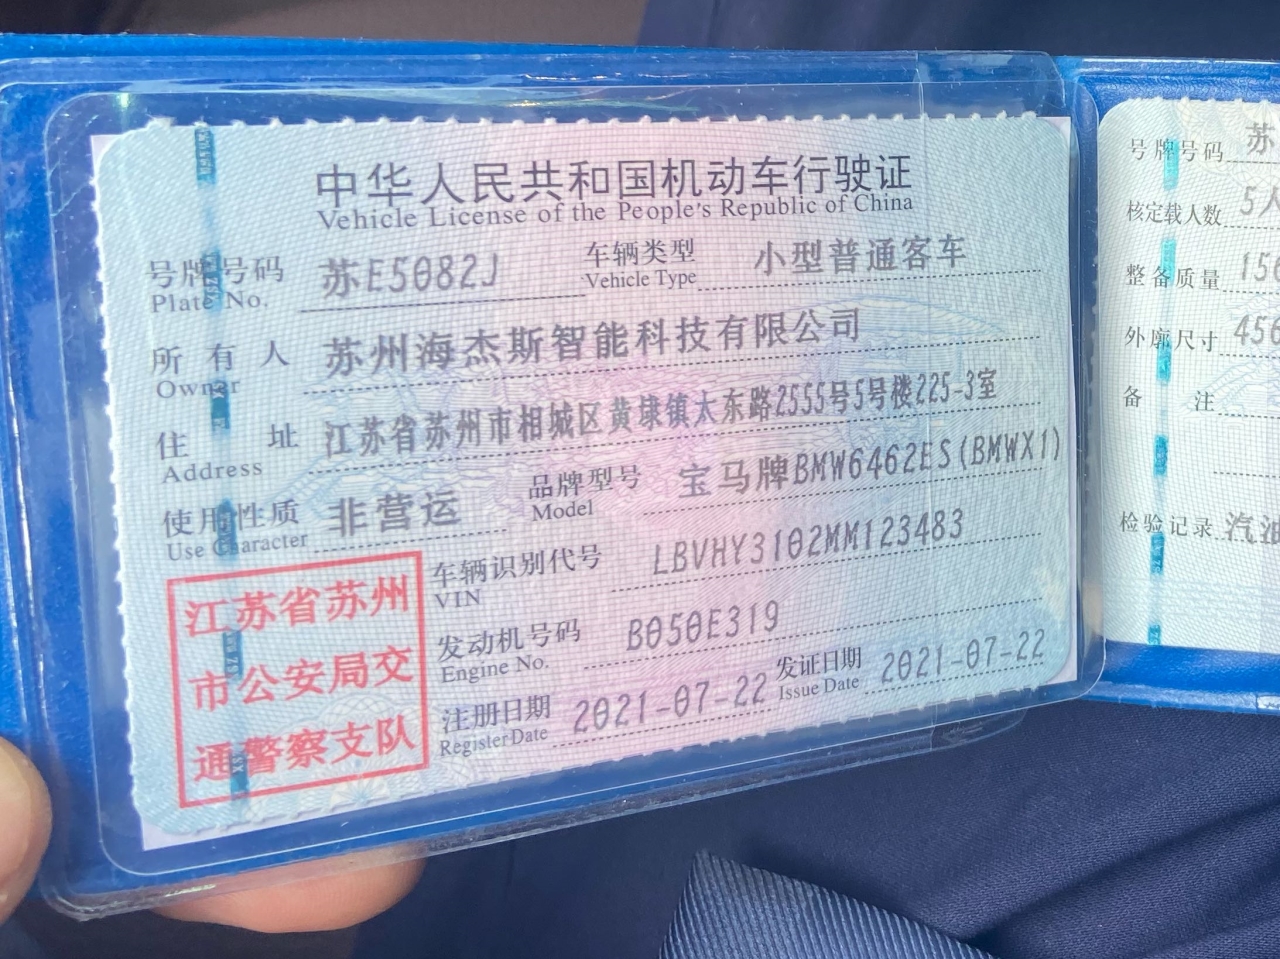 中华人民共和国机动车行驶证
Vehicle License of the People's Republic of China
号牌号码 苏E5082J 车辆类型 小型普通客车
Plate No. Vehicle Type
所有人 苏州海杰斯智能科技有限公司
Owner
住址 江苏省苏州市相城区黄埭镇太东路2555号5号楼225-3室
Address
使用性质 非营运 品牌型号 宝马牌BMW6462ES(BMWX1)
Use Character Model
车辆识别代号 LBVHY3102MM123483
VIN
发动机号码 B050E319
Engine No.
注册日期 2021-07-22 发证日期 2021-07-22
Register Date Issue Date
江苏省苏州
市公安局交
通警察支队
号牌号码 苏
核定载人数 5人
整备质量 156
外廓尺寸 456
备注
检验记录 汽油